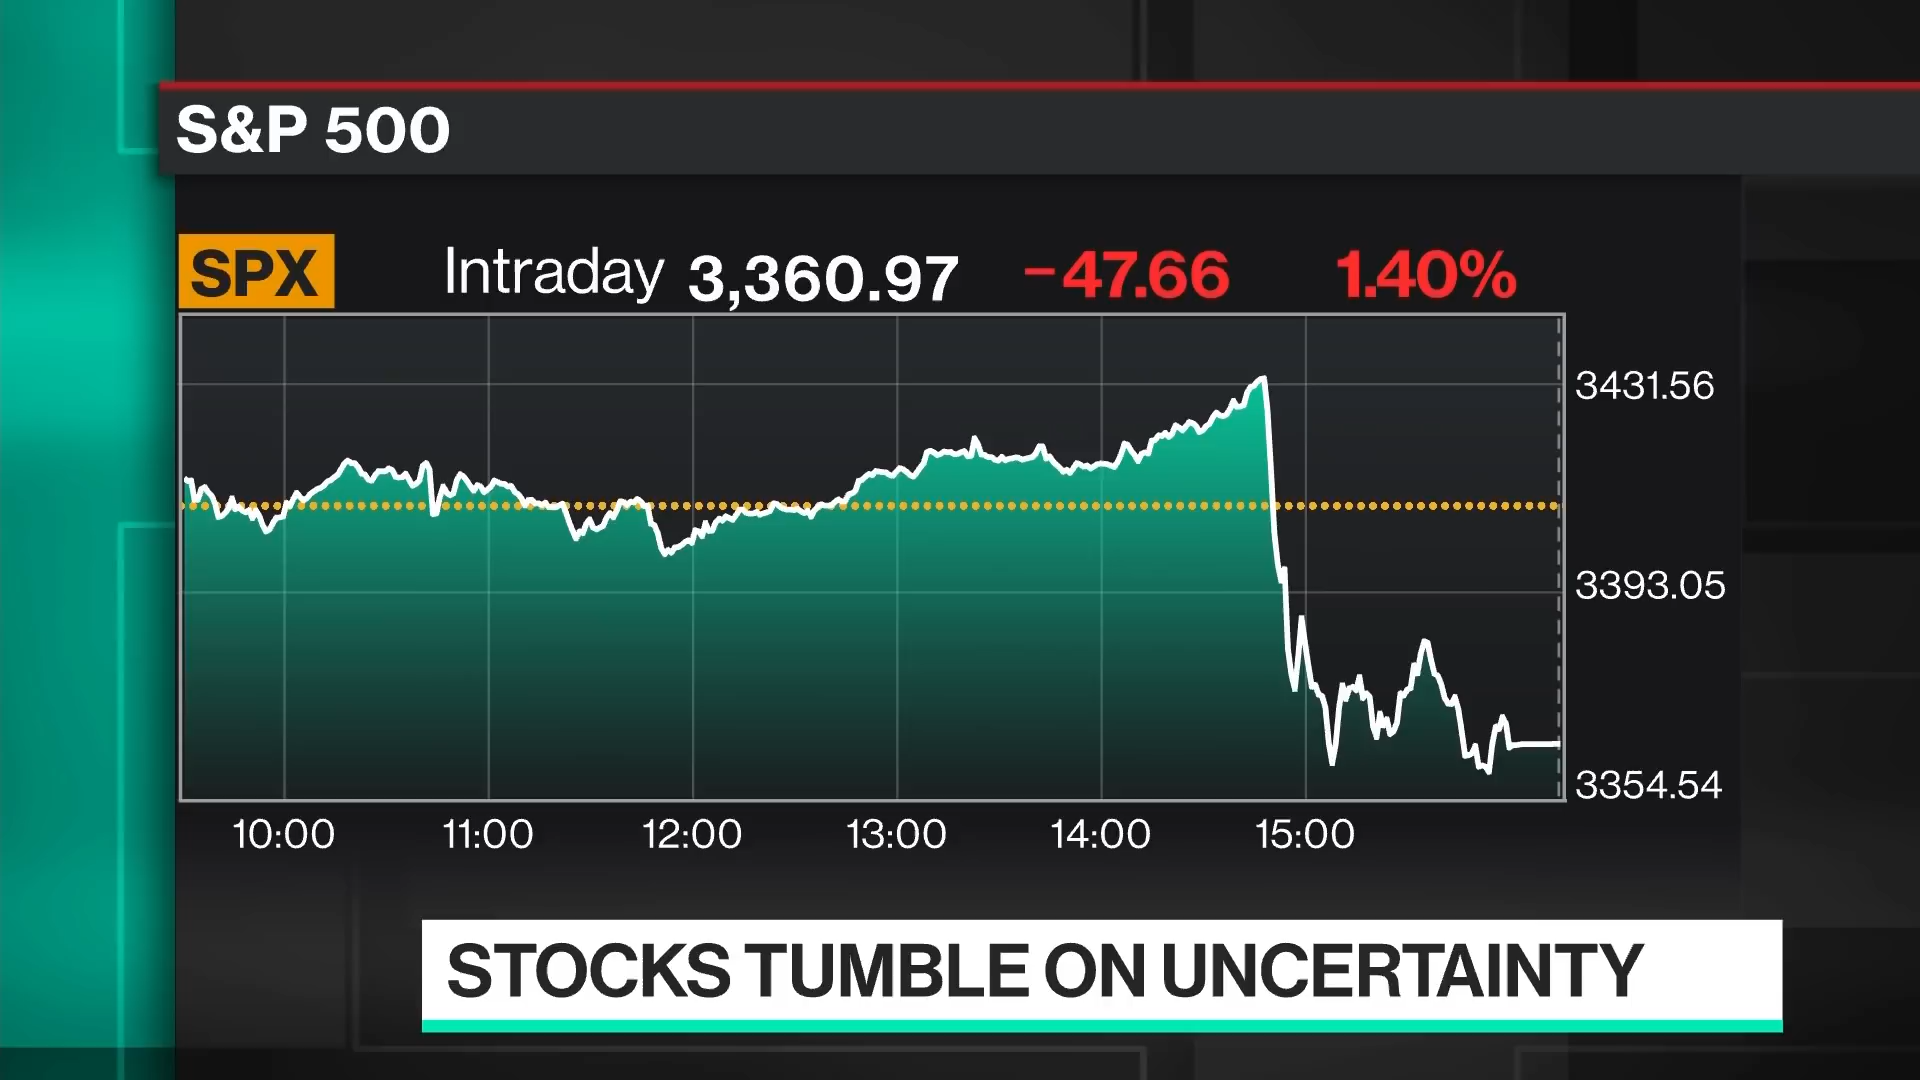 S&P 500
SPX Intraday 3,360.97 -47.66 1.40%
3431.56
3393.05
3354.54
10:00 11:00 12:00 13:00 14:00 15:00
STOCKS TUMBLE ON UNCERTAINTY